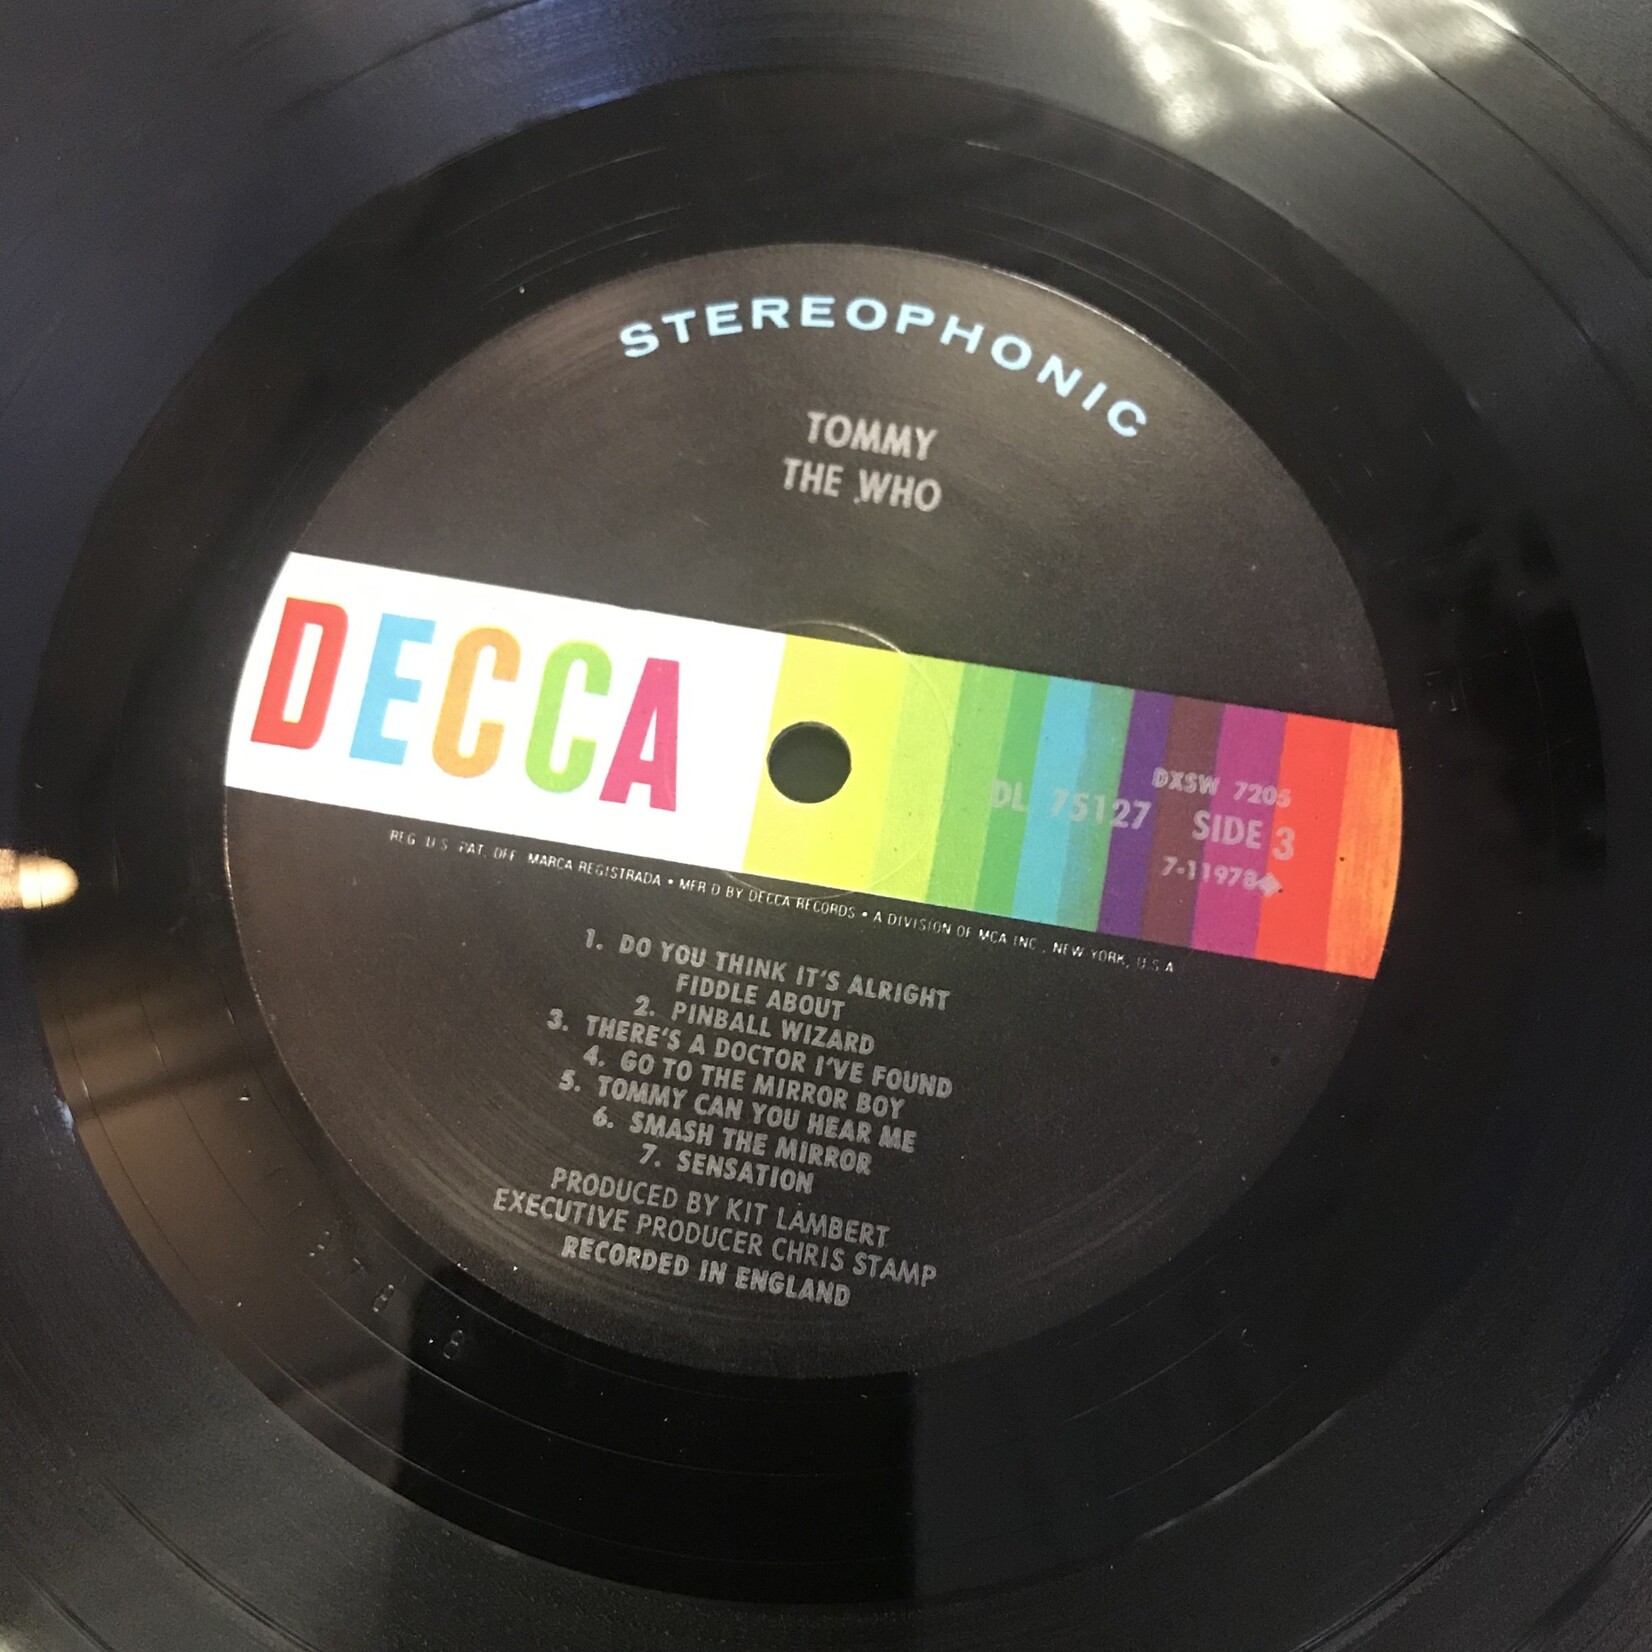 STEREOPHONIC
TOMMY
THE WHO
DECCA
DXSW 7205
DL 75127 SIDE 3
7-11978
REG. U.S. PAT. OFF. MARCA REGISTRADA • MFR'D BY DECCA RECORDS • A DIVISION OF MCA INC., NEW YORK, U.S.A.
1. DO YOU THINK IT'S ALRIGHT
FIDDLE ABOUT
2. PINBALL WIZARD
3. THERE'S A DOCTOR I'VE FOUND
4. GO TO THE MIRROR BOY
5. TOMMY CAN YOU HEAR ME
6. SMASH THE MIRROR
7. SENSATION
PRODUCED BY KIT LAMBERT
EXECUTIVE PRODUCER CHRIS STAMP
RECORDED IN ENGLAND